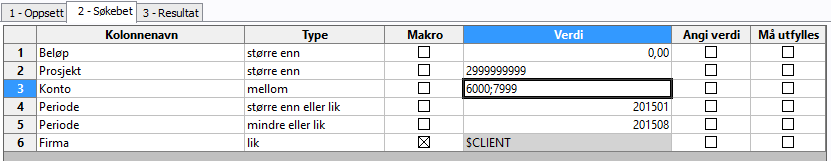 1 - Oppsett 2 - Søkebet 3 - Resultat
Kolonnenavn Type Makro Verdi Angi verdi Må utfylles
1 Beløp større enn 0,00
2 Prosjekt større enn 2999999999
3 Konto mellom 6000;7999
4 Periode større enn eller lik 201501
5 Periode mindre eller lik 201508
6 Firma lik $CLIENT